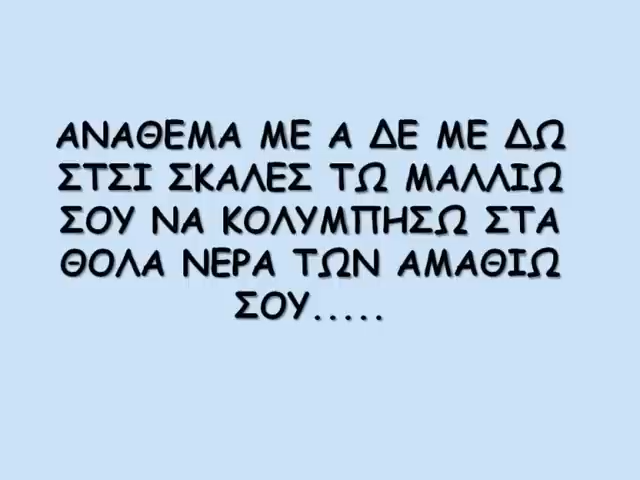 ΑΝΑΘΕΜΑ ΜΕ Α ΔΕ ΜΕ ΔΩ
ΣΤΣΙ ΣΚΑΛΕΣ ΤΩ ΜΑΛΛΙΩ
ΣΟΥ ΝΑ ΚΟΛΥΜΠΗΣΩ ΣΤΑ
ΘΟΛΑ ΝΕΡΑ ΤΩΝ ΑΜΑΘΙΩ
ΣΟΥ.....